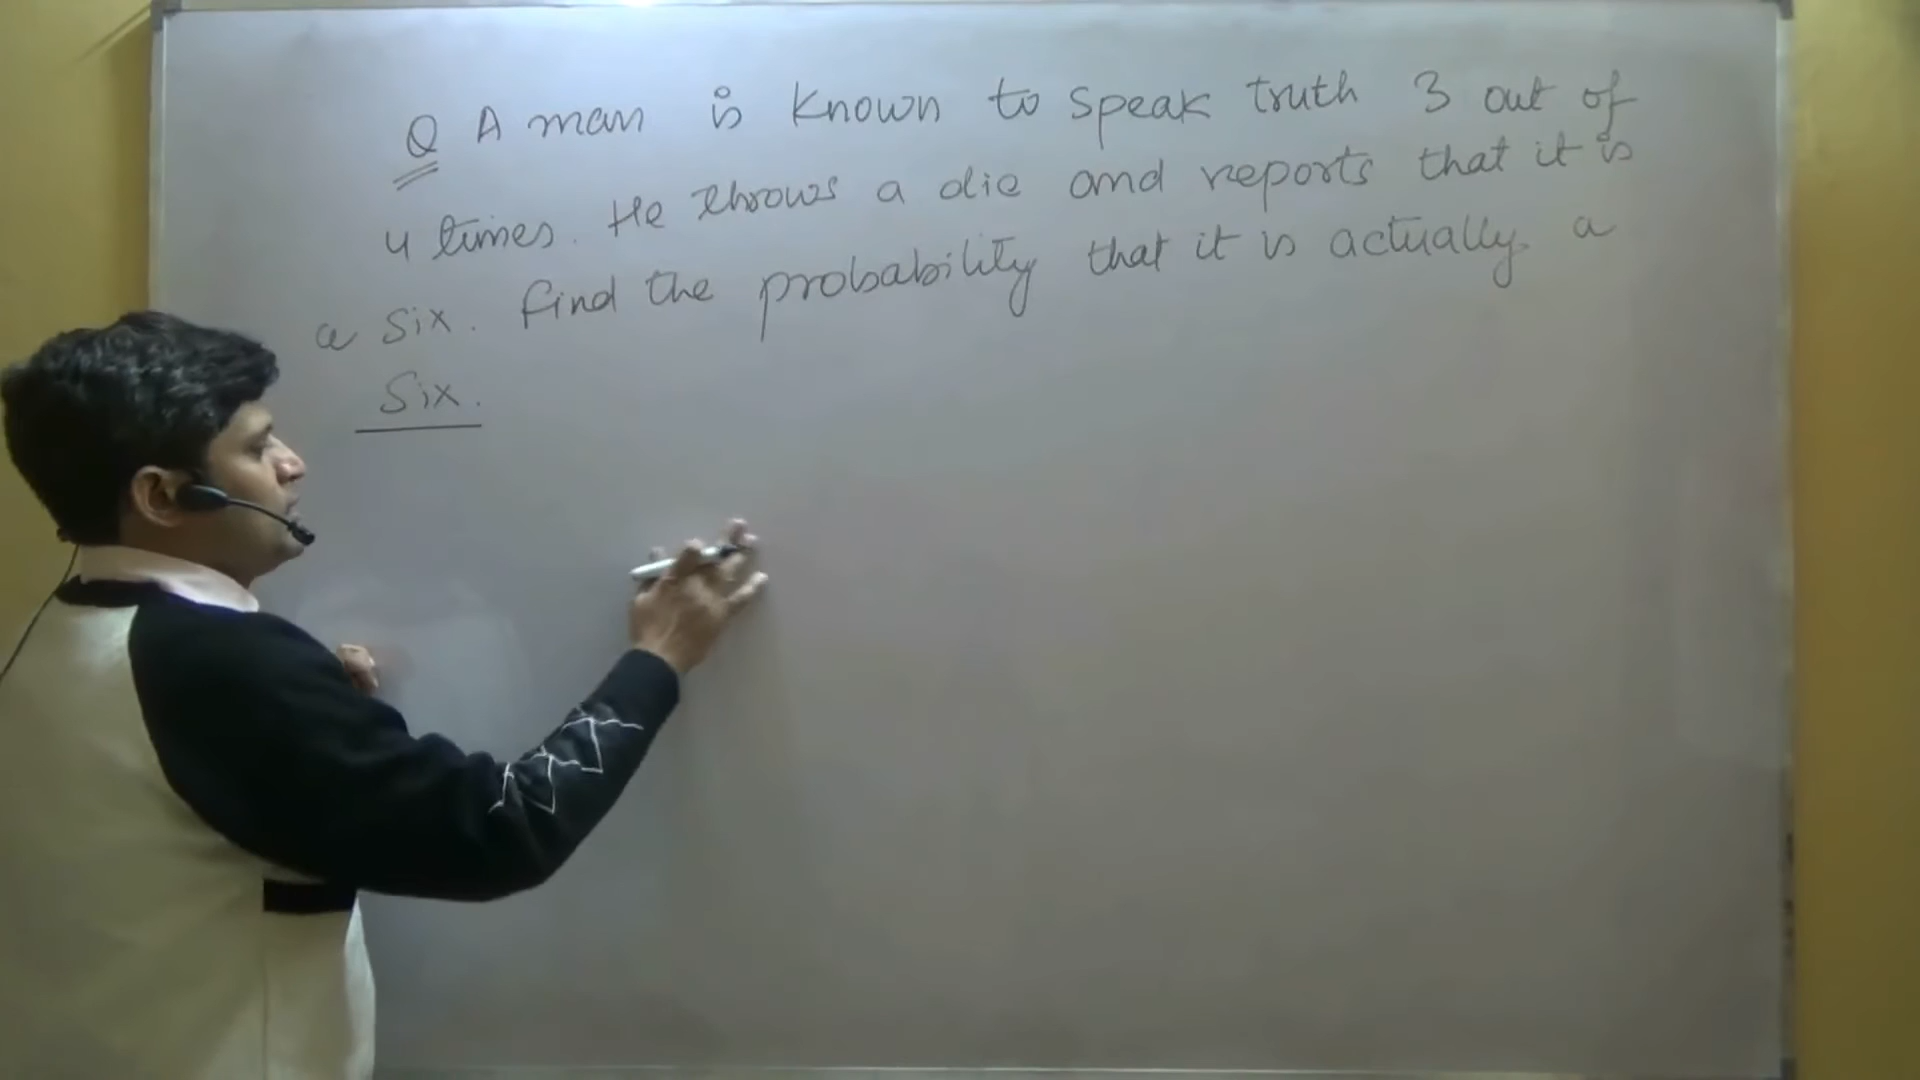 Q A man is known to speak truth 3 out of
4 times. He throws a die and reports that it is
a six. Find the probability that it is actually a
Six.